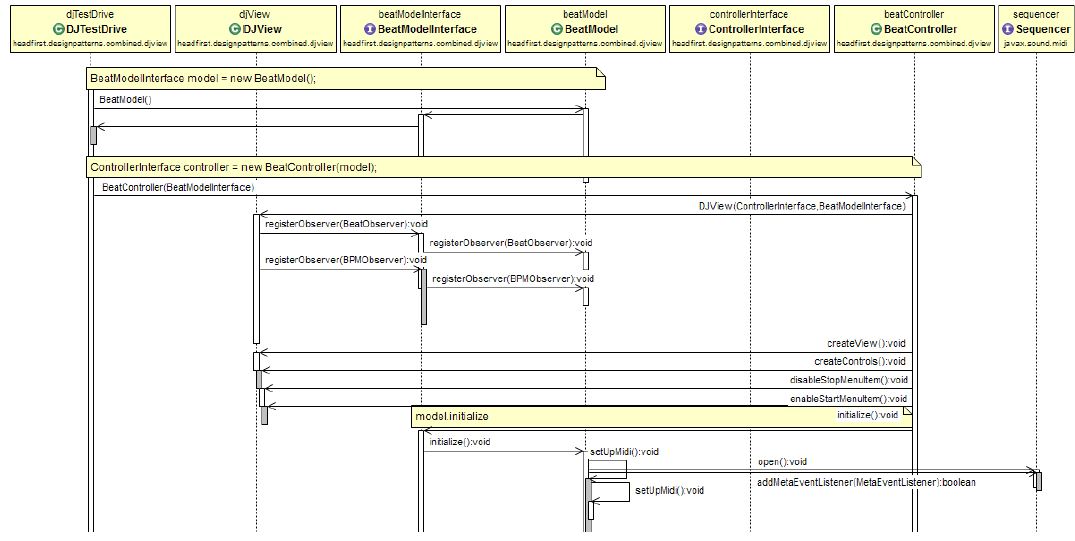 djTestDrive
DJTestDrive
headfirst.designpatterns.combined.djview
djView
DJView
headfirst.designpatterns.combined.djview
beatModelInterface
BeatModelInterface
headfirst.designpatterns.combined.djview
beatModel
BeatModel
headfirst.designpatterns.combined.djview
controllerInterface
ControllerInterface
headfirst.designpatterns.combined.djview
beatController
BeatController
headfirst.designpatterns.combined.djview
sequencer
Sequencer
javax.sound.midi
BeatModelInterface model = new BeatModel();
BeatModel()
ControllerInterface controller = new BeatController(model);
BeatController(BeatModelInterface)
DJView(ControllerInterface,BeatModelInterface)
registerObserver(BeatObserver):void
registerObserver(BeatObserver):void
registerObserver(BPMObserver):void
registerObserver(BPMObserver):void
createView():void
createControls():void
disableStopMenuItem():void
enableStartMenuItem():void
model.initialize
initialize():void
initialize():void
setUpMidi():void
open():void
addMetaEventListener(MetaEventListener):boolean
setUpMidi():void